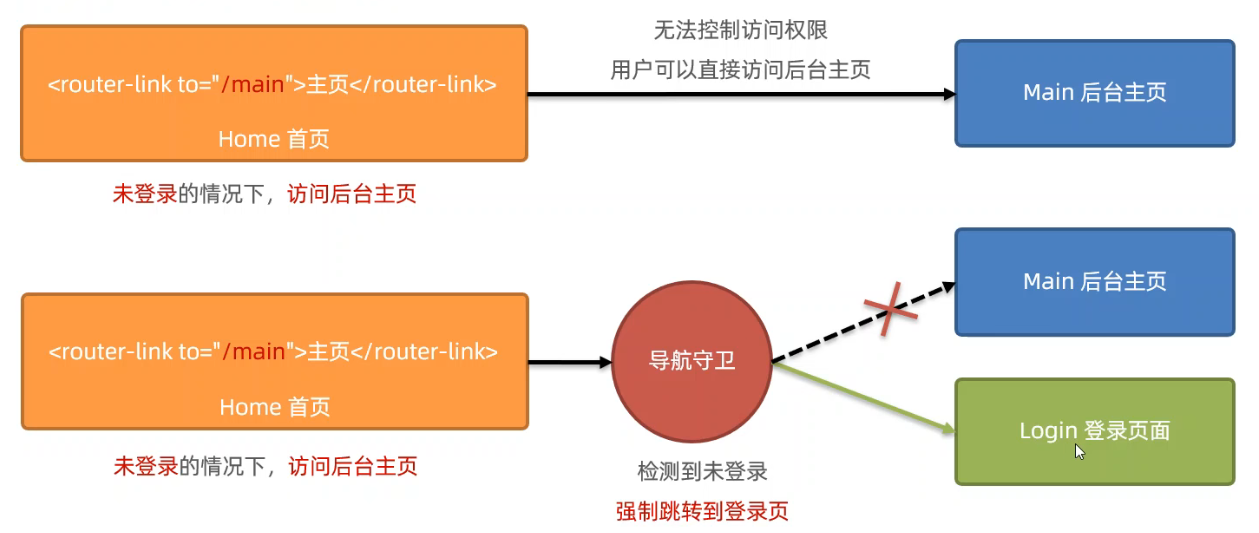 无法控制访问权限
用户可以直接访问后台主页
<router-link to="/main">主页</router-link>
Home 首页
Main 后台主页
未登录的情况下，访问后台主页
Main 后台主页
<router-link to="/main">主页</router-link>
Home 首页
导航守卫
Login 登录页面
未登录的情况下，访问后台主页
检测到未登录
强制跳转到登录页